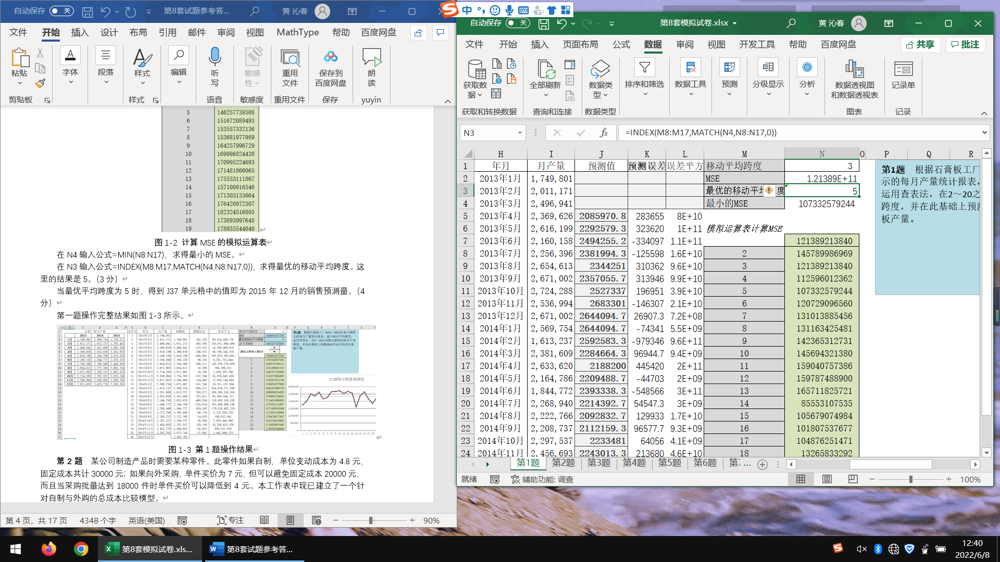 自动保存 关 第8套试题参考答... 黄 沁春
文件 开始 插入 设计 布局 引用 邮件 审阅 视图 MathType 帮助 百度网盘
粘贴 字体 段落 样式 编辑 听写 敏感性 重用文件 保存到百度网盘 朗读
剪贴板 样式 语音 敏感度 重用文件 保存 yuyin
5 146257738508
6 151672089493
7 153557332136
8 153681977989
9 164257996729
10 169986824438
11 170995224693
12 171481866065
13 175533111867
14 157100916546
15 171303133664
16 176420972307
17 182324516805
18 173893997648
19 178035544040
图 1-2 计算 MSE 的模拟运算表
在 N4 输入公式=MIN(N8:N17)，求得最小的 MSE。
在 N3 输入公式=INDEX(M8:M17,MATCH(N4,N8:N17,0))，求得最优的移动平均跨度。这
里的结果是 5。（3 分）
当最优平均跨度为 5 时，得到 J37 单元格中的值即为 2015 年 12 月的销售预测量。（4
分）
第一题操作完整结果如图 1-3 所示。
1~20每月销量观测值
图 1-3 第 1 题操作结果
第 2 题 某公司制造产品时需要某种零件。此零件如果自制，单位变动成本为 4.8 元，
固定成本共计 30000 元；如果向外采购，单件买价为 7 元，但可以避免固定成本 20000 元，
而且当采购批量达到 18000 件时单件买价可以降低到 4 元。本工作表中现已建立了一个针
对自制与外购的总成本比较模型。
第 4 页，共 17 页 4348 个字 英语(美国) 专注 90%
中
自动保存 关 第8套模拟试卷.xlsx 黄 沁春
文件 开始 插入 页面布局 公式 数据 审阅 视图 开发工具 帮助 百度网盘 共享 批注
获取数据 全部刷新 数据类型 排序和筛选 数据工具 预测 分级显示 分析 数据透视图和数据透视表 记录单
获取和转换数据 查询和连接 数据类型 图表 记录
N3 fx =INDEX(M8:M17,MATCH(N4,N8:N17,0))
H I J K L M N O P Q R
1 年月 月产量 预测值 预测误差 误差平方 移动平均跨度 3
2 2013年1月 1,749,801 MSE 1.21389E+11
3 2013年2月 2,011,171 最优的移动平均 度 5
4 2013年3月 2,496,941 最小的MSE 107332579244
5 2013年4月 2,369,626 2085970.8 283655 8E+10
6 2013年5月 2,616,199 2292579.3 323620 1E+11 模拟运算表计算MSE
7 2013年6月 2,160,158 2494255.2 -334097 1.1E+11 121389213840
8 2013年7月 2,256,396 2381994.3 -125598 1.6E+10 2 145789986969
9 2013年8月 2,654,613 2344251 310362 9.6E+10 3 121389213840
10 2013年9月 2,671,002 2357055.7 313946 9.9E+10 4 112596012362
11 2013年10月 2,724,288 2527337 196951 3.9E+10 5 107332579244
12 2013年11月 2,536,994 2683301 -146307 2.1E+10 6 120729096560
13 2013年12月 2,671,002 2644094.7 26907.3 7.2E+08 7 131013885456
14 2014年1月 2,569,754 2644094.7 -74341 5.5E+09 8 131163425481
15 2014年2月 1,613,237 2592583.3 -979346 9.6E+11 9 142365312731
16 2014年3月 2,381,609 2284664.3 96944.7 9.4E+09 10 145694321380
17 2014年4月 2,633,620 2188200 445420 2E+11 11 159040757386
18 2014年5月 2,164,786 2209488.7 -44703 2E+09 12 159787488900
19 2014年6月 1,844,772 2393338.3 -548566 3E+11 13 165711825721
20 2014年7月 2,268,940 2214392.7 54547.3 3E+09 14 85553107535
21 2014年8月 2,222,766 2092832.7 129933 1.7E+10 15 105679074984
22 2014年9月 2,208,737 2112159.3 96577.7 9.3E+09 16 101807537677
23 2014年10月 2,297,537 2233481 64056 4.1E+09 17 104876251471
24 2014年11月 2,456,693 2243013.3 213680 4.6E+10 18 13265833292
第1题 根据石膏板工厂
示的每月产量统计报表，
运用查表法，在2～20之
跨度，并在此基础上预测
板产量。
第1题 第2题 第3题 第4题 第5题 第6题 第7 ...
就绪 辅助功能: 调查 100%
第8套模拟试卷.xls... 第8套试题参考答... 12:40
2022/6/8